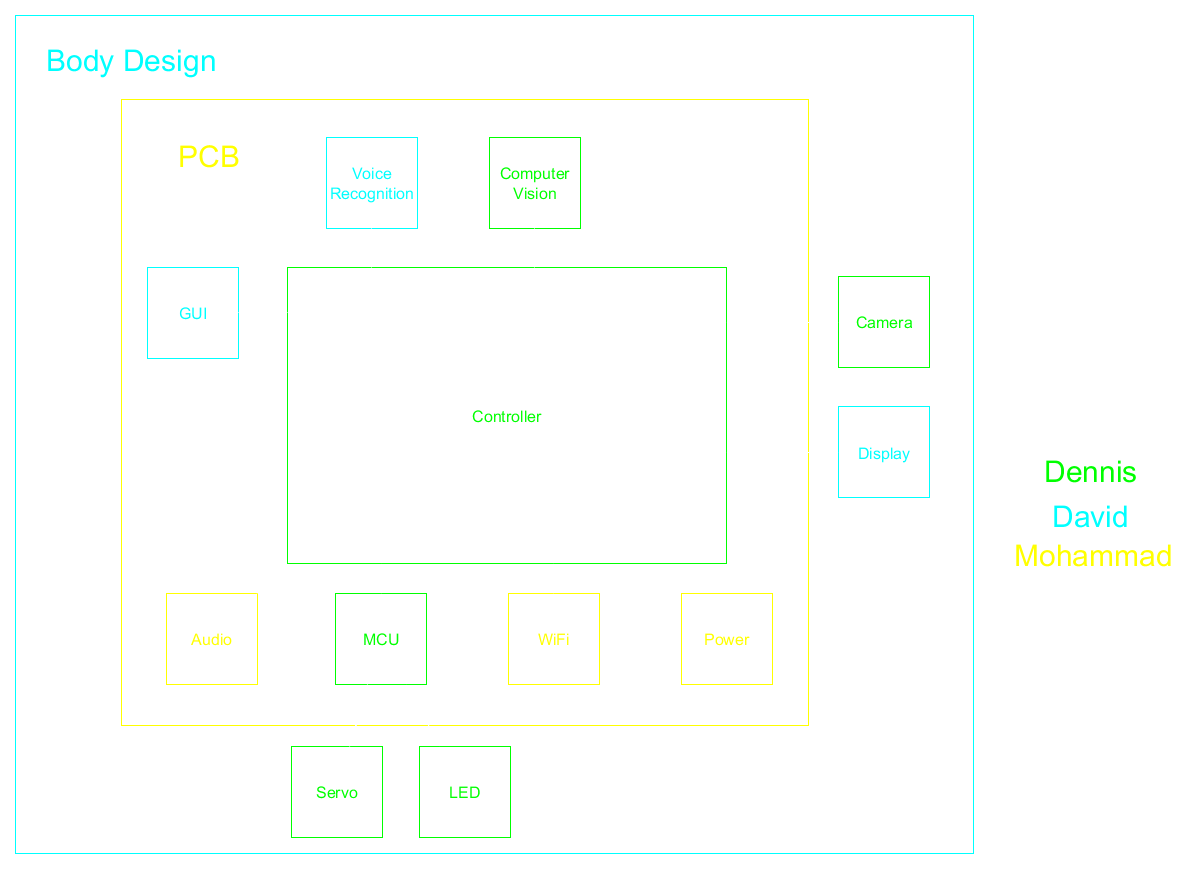 Body Design
PCB
Voice
Recognition
Computer
Vision
GUI
Camera
Controller
Display
Dennis
David
Mohammad
Audio
MCU
WiFi
Power
Servo
LED